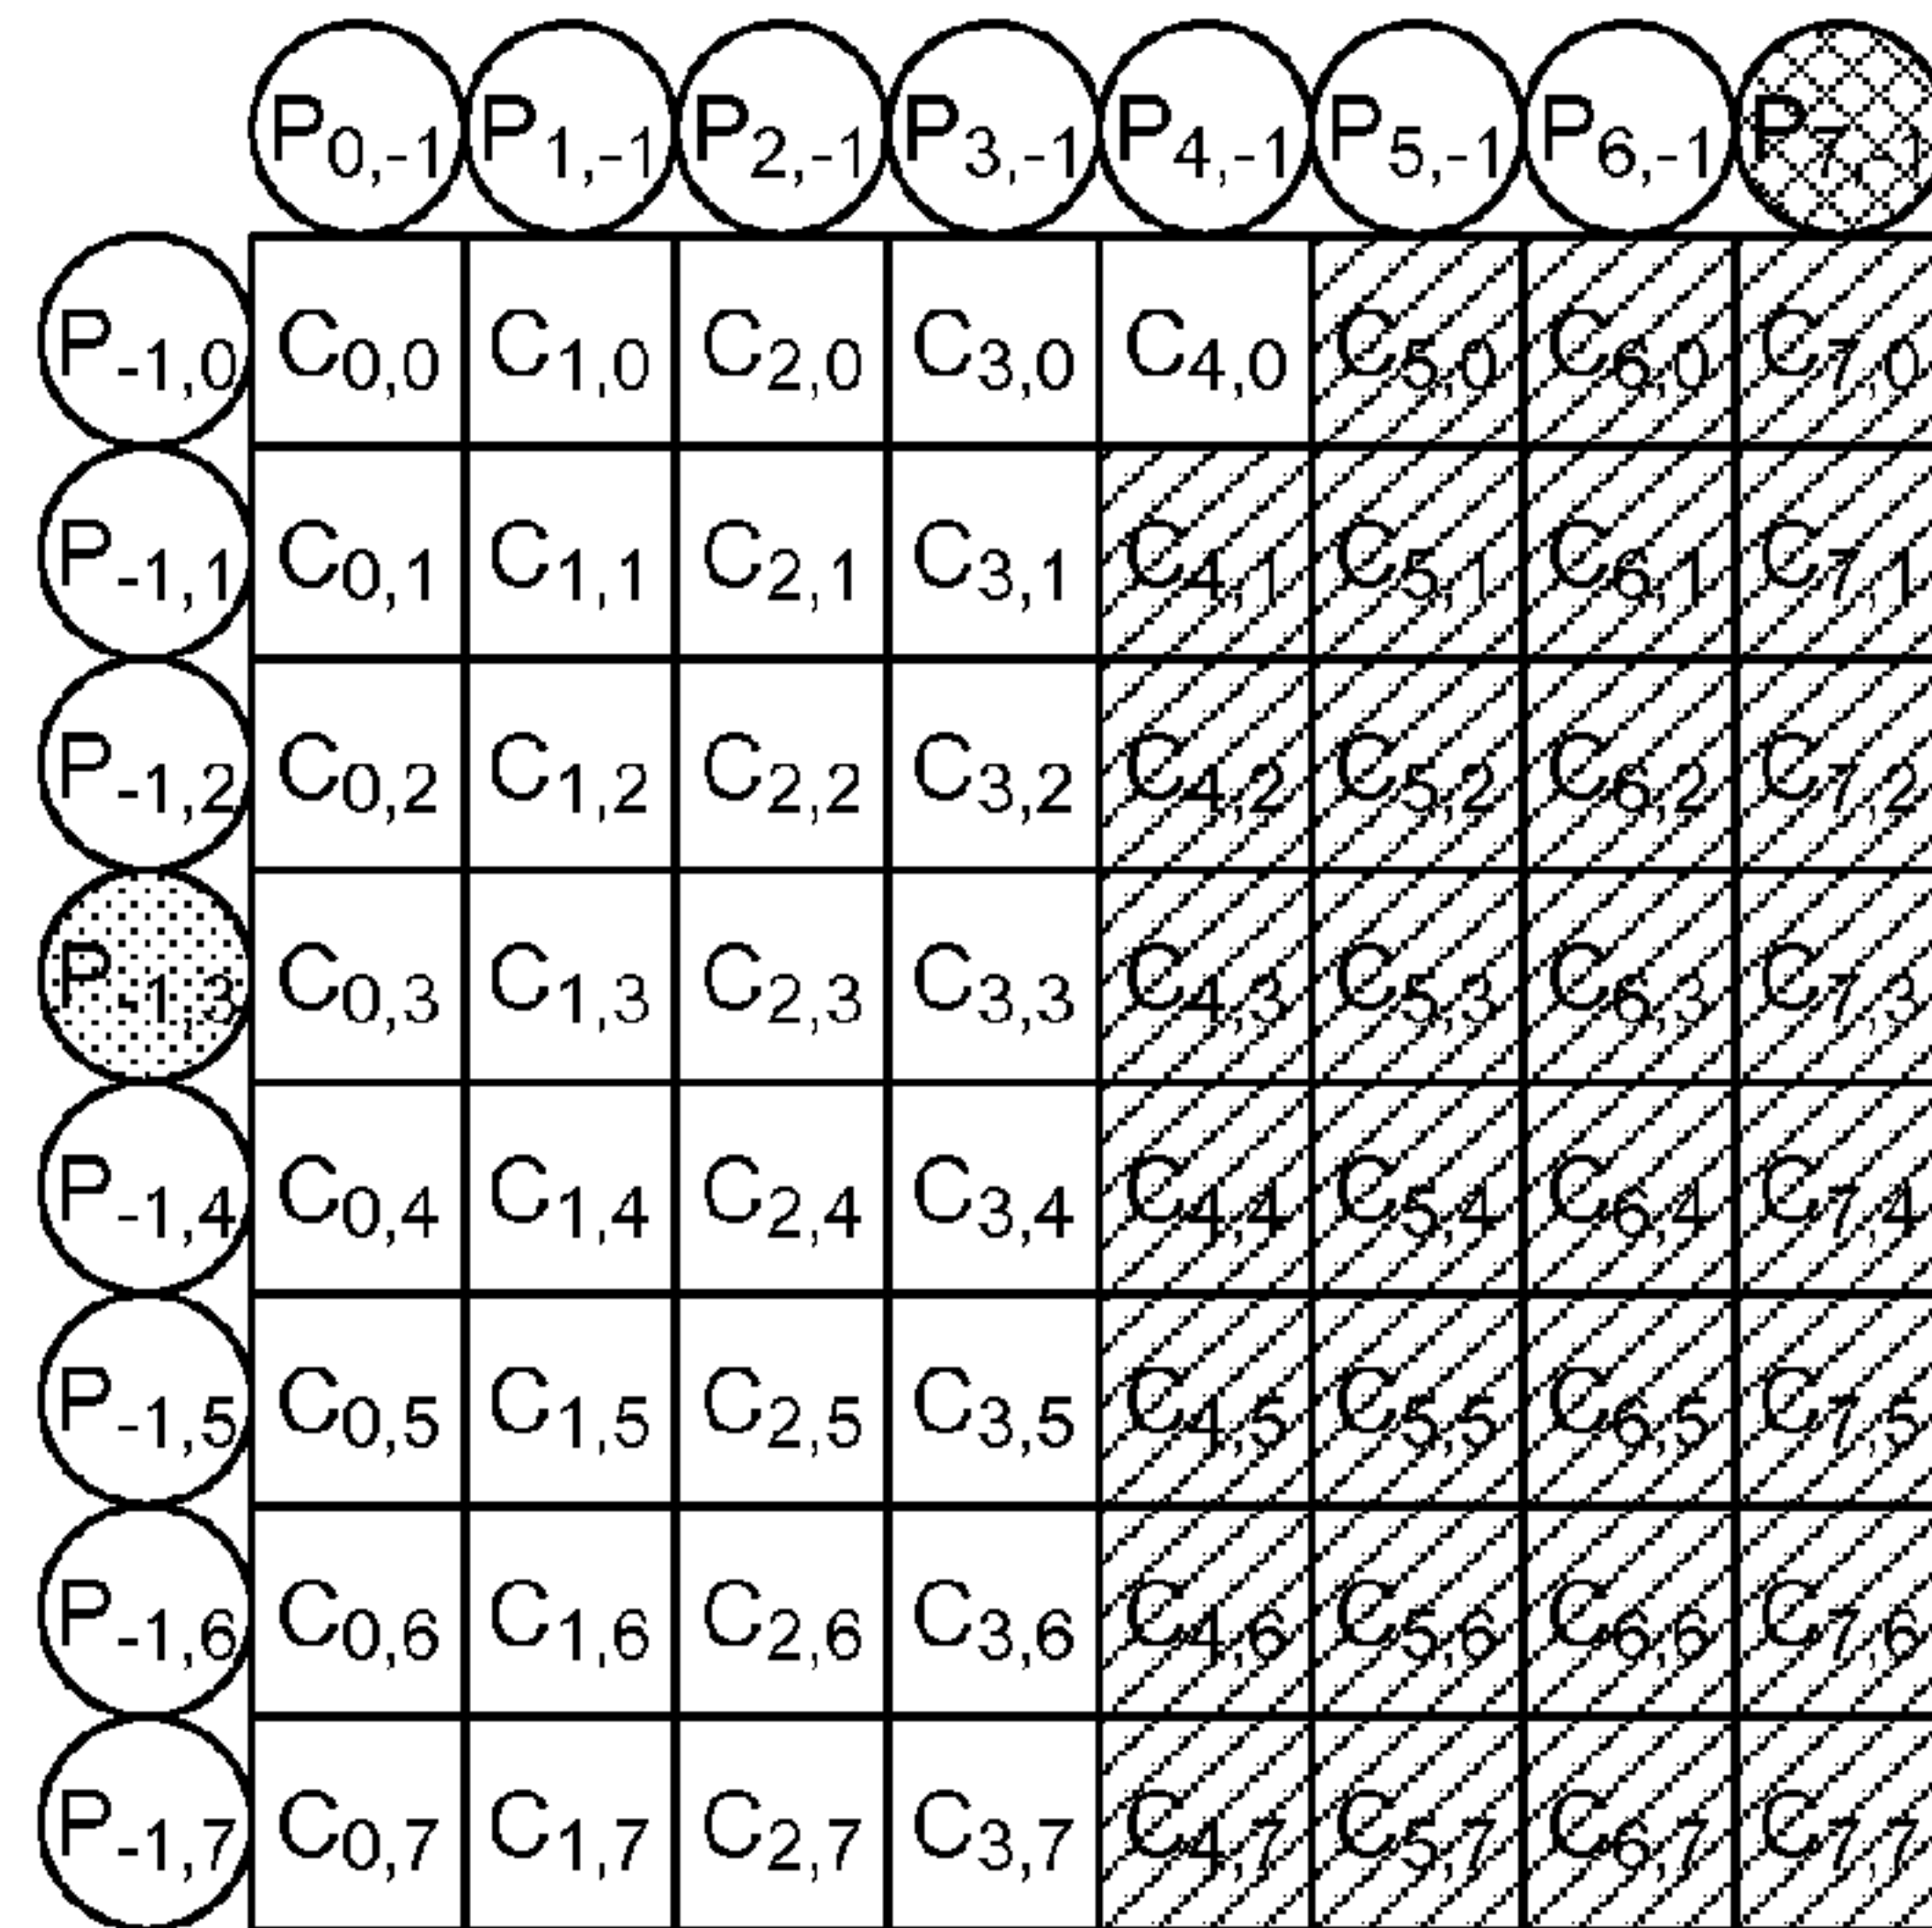 P0,-1 P1,-1 P2,-1 P3,-1 P4,-1 P5,-1 P6,-1 P7,-1
P-1,0 C0,0 C1,0 C2,0 C3,0 C4,0 C5,0 C6,0 C7,0
P-1,1 C0,1 C1,1 C2,1 C3,1 C4,1 C5,1 C6,1 C7,1
P-1,2 C0,2 C1,2 C2,2 C3,2 C4,2 C5,2 C6,2 C7,2
P-1,3 C0,3 C1,3 C2,3 C3,3 C4,3 C5,3 C6,3 C7,3
P-1,4 C0,4 C1,4 C2,4 C3,4 C4,4 C5,4 C6,4 C7,4
P-1,5 C0,5 C1,5 C2,5 C3,5 C4,5 C5,5 C6,5 C7,5
P-1,6 C0,6 C1,6 C2,6 C3,6 C4,6 C5,6 C6,6 C7,6
P-1,7 C0,7 C1,7 C2,7 C3,7 C4,7 C5,7 C6,7 C7,7